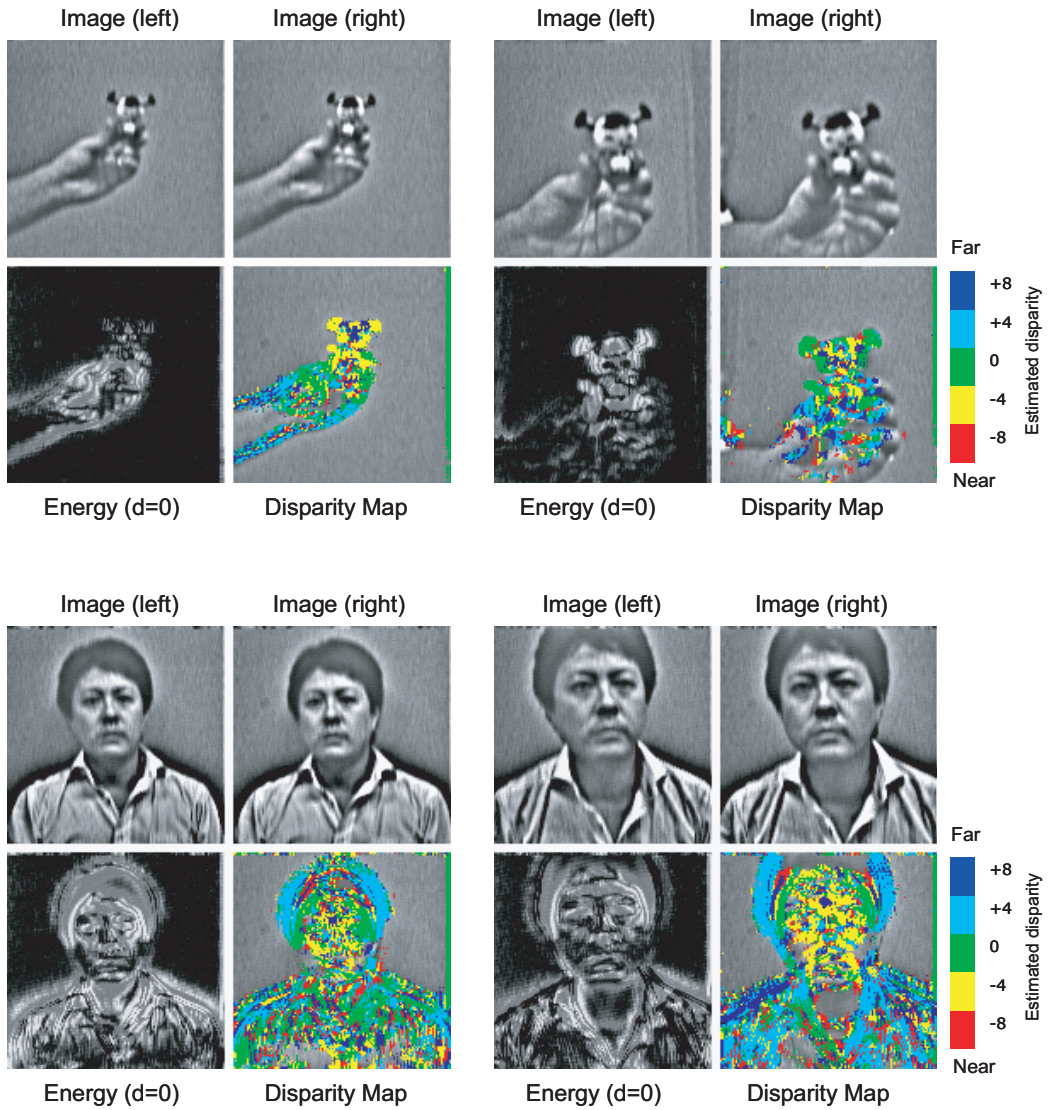 Image (left)
Image (right)
Image (left)
Image (right)
Far
+8
+4
0
-4
-8
Estimated disparity
Near
Energy (d=0)
Disparity Map
Energy (d=0)
Disparity Map
Image (left)
Image (right)
Image (left)
Image (right)
Far
+8
+4
0
-4
-8
Estimated disparity
Near
Energy (d=0)
Disparity Map
Energy (d=0)
Disparity Map